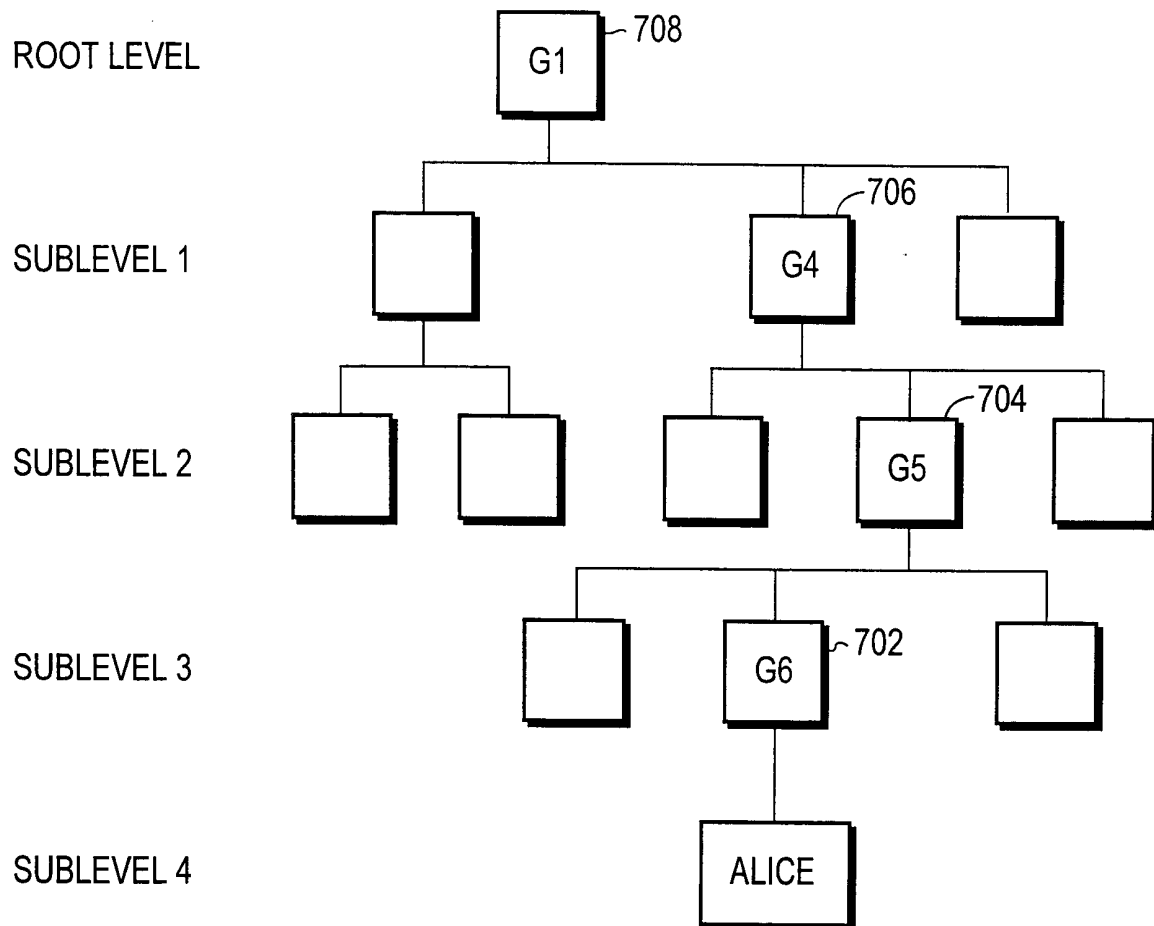 ROOT LEVEL
G1
708
706
SUBLEVEL 1
G4
704
SUBLEVEL 2
G5
702
SUBLEVEL 3
G6
SUBLEVEL 4
ALICE